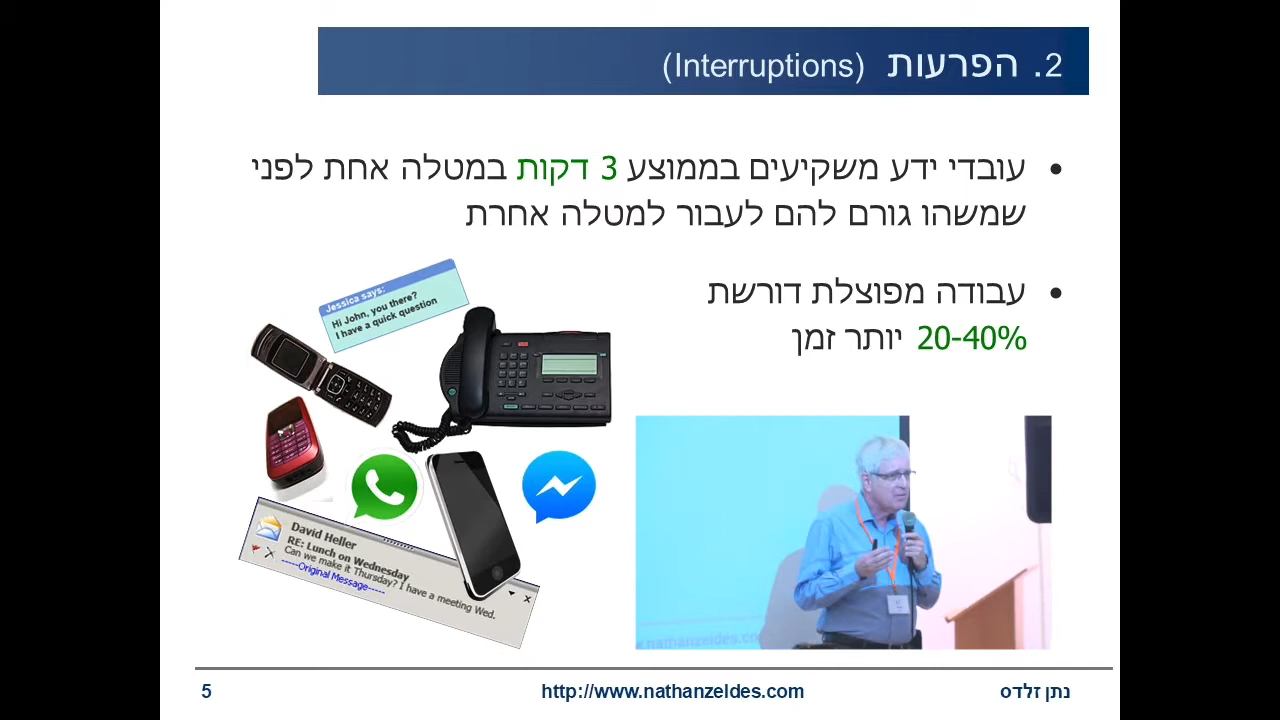 2. הפרעות (Interruptions)
• עובדי ידע משקיעים בממוצע 3 דקות במטלה אחת לפני
שמשהו גורם להם לעבור למטלה אחרת
• עבודה מפוצלת דורשת
20-40% יותר זמן
Jessica says:
Hi John, you there?
I have a quick question
David Heller
RE: Lunch on Wednesday
Can we make it Thursday? I have a meeting Wed.
-----Original Message-----
www.nathanzeldes.co
נתן זלדס
http://www.nathanzeldes.com
5